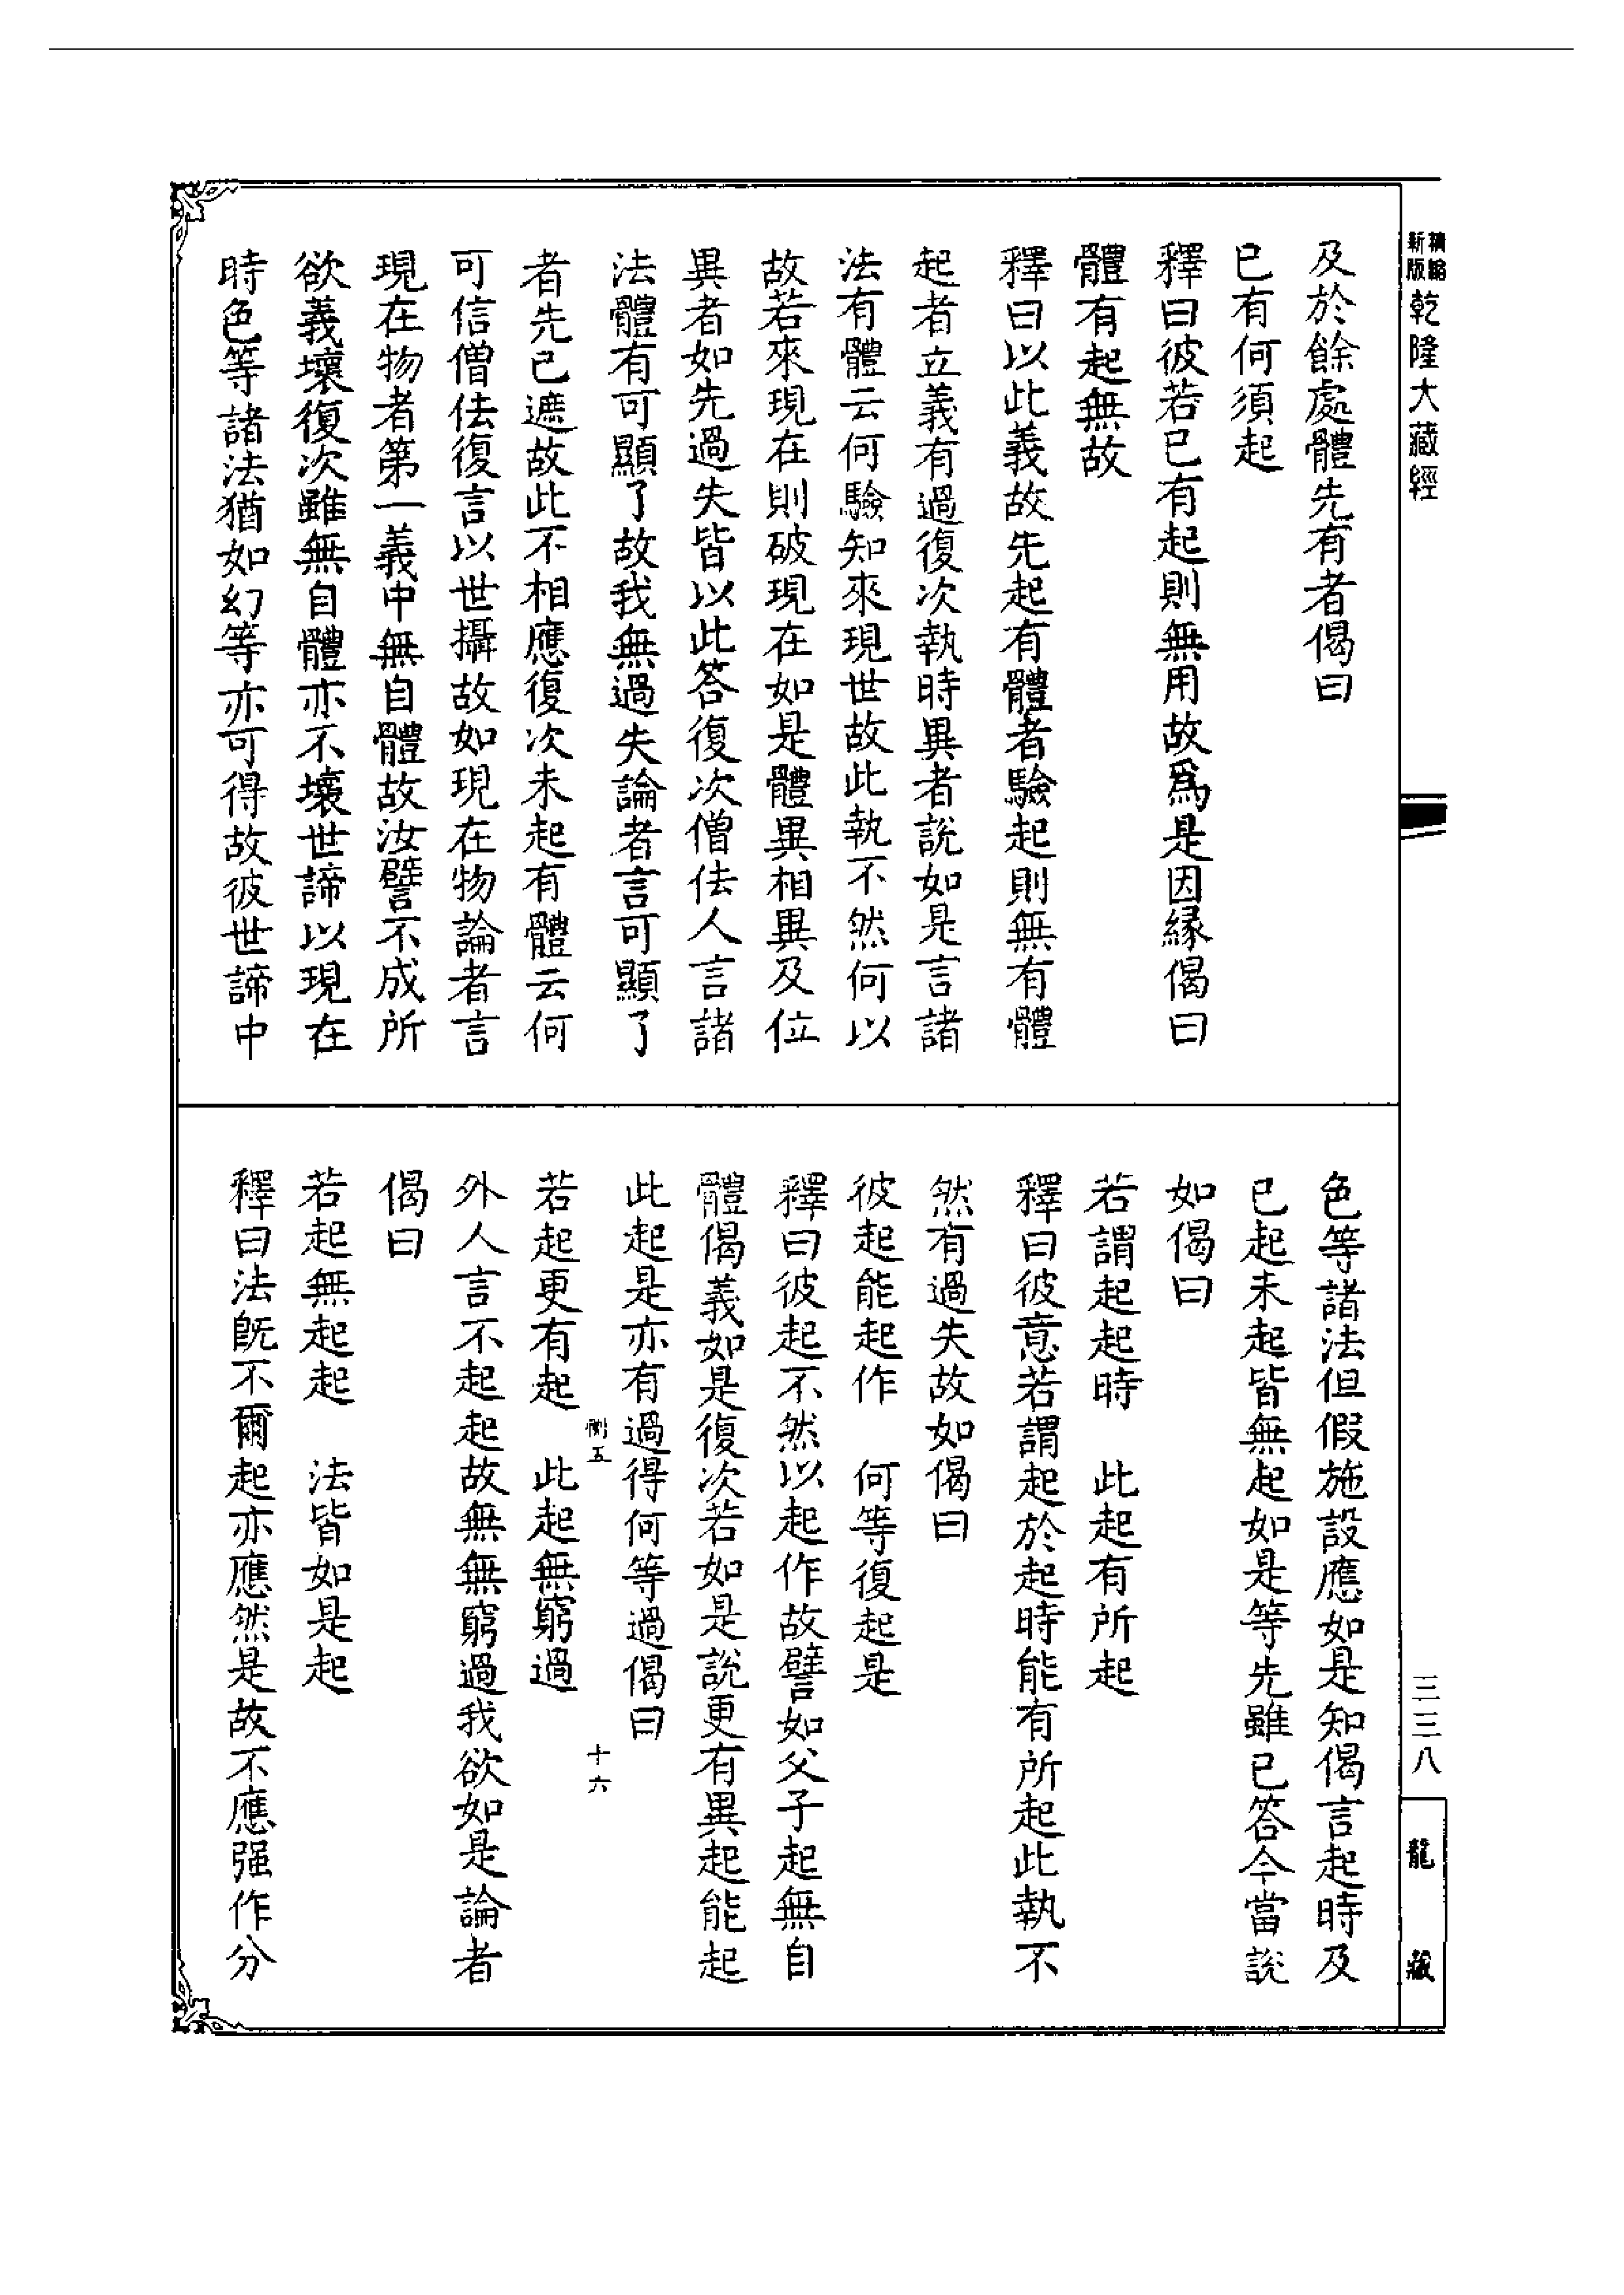 精縮
新版
乾隆大藏經
及於餘處體先有者偈曰
已有何須起
釋曰彼若已有起則無用故爲是因緣偈曰
體有起無故
釋曰以此義故先起有體者驗起則無有體
起者立義有過復次執時異者說如是言諸
法有體云何驗知來現世故此執不然何以
故若來現在則破現在如是體異相異及位
異者如先過失皆以此答復次僧佉人言諸
法體有可顯了故我無過失論者言可顯了
者先已遮故此不相應復次未起有體云何
可信僧佉復言以世攝故如現在物論者言
現在物者第一義中無自體故汝譬不成所
欲義壞復次雖無自體亦不壞世諦以現在
時色等諸法猶如幻等亦可得故彼世諦中
色等諸法但假施設應如是知偈言起時及
已起未起皆無起如是等先雖已答今當說
如偈曰
若謂起起時　此起有所起
釋曰彼意若謂起於起時能有所起此執不
然有過失故如偈曰
彼起能起作　何等復起是
釋曰彼起不然以起作故譬如父子起無自
體偈義如是復次若如是說更有異起能起
此起是亦有過得何等過偈曰
惻五　十六
若起更有起　此起無窮過
外人言不起起故無無窮過我欲如是論者
偈曰
若起無起起　法皆如是起
釋曰法旣不爾起亦應然是故不應强作分
三三八
龍藏